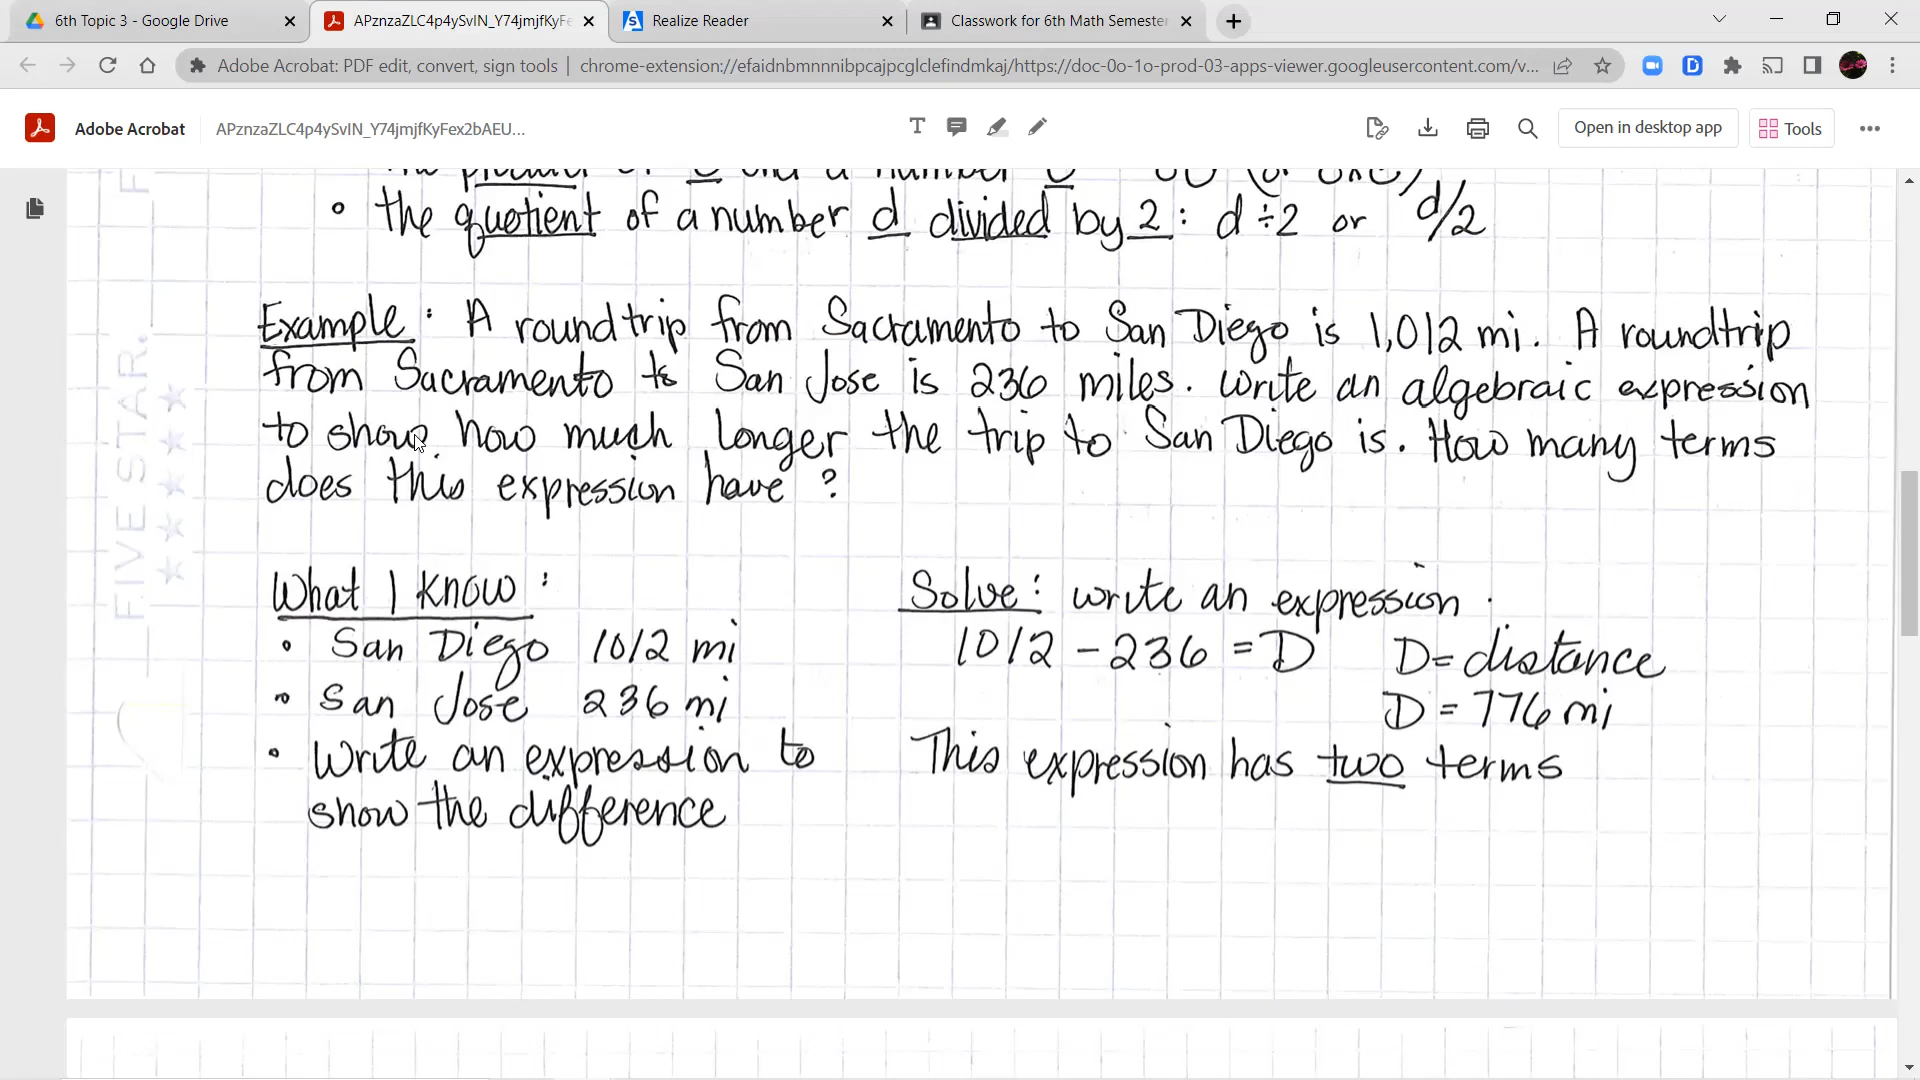 6th Topic 3 - Google Drive
APznzaZLC4p4ySvIN_Y74jmjfKyFe
Realize Reader
Classwork for 6th Math Semester
Adobe Acrobat: PDF edit, convert, sign tools | chrome-extension://efaidnbmnnnibpcajpcglclefindmkaj/https://doc-0o-1o-prod-03-apps-viewer.googleusercontent.com/v...
Adobe Acrobat
APznzaZLC4p4ySvIN_Y74jmjfKyFex2bAEU...
Open in desktop app
Tools
the product of and a number
the quotient of a number d divided by 2: d ÷ 2 or d/2
Example: A roundtrip from Sacramento to San Diego is 1,012 mi. A roundtrip
from Sacramento to San Jose is 236 miles. Write an algebraic expression
to show how much longer the trip to San Diego is. How many terms
does this expression have?
What I know:
San Diego 1012 mi
San Jose 236 mi
Write an expression to
show the difference
Solve: write an expression.
1012 - 236 = D
D = distance
D = 776 mi
This expression has two terms
FIVE STAR.